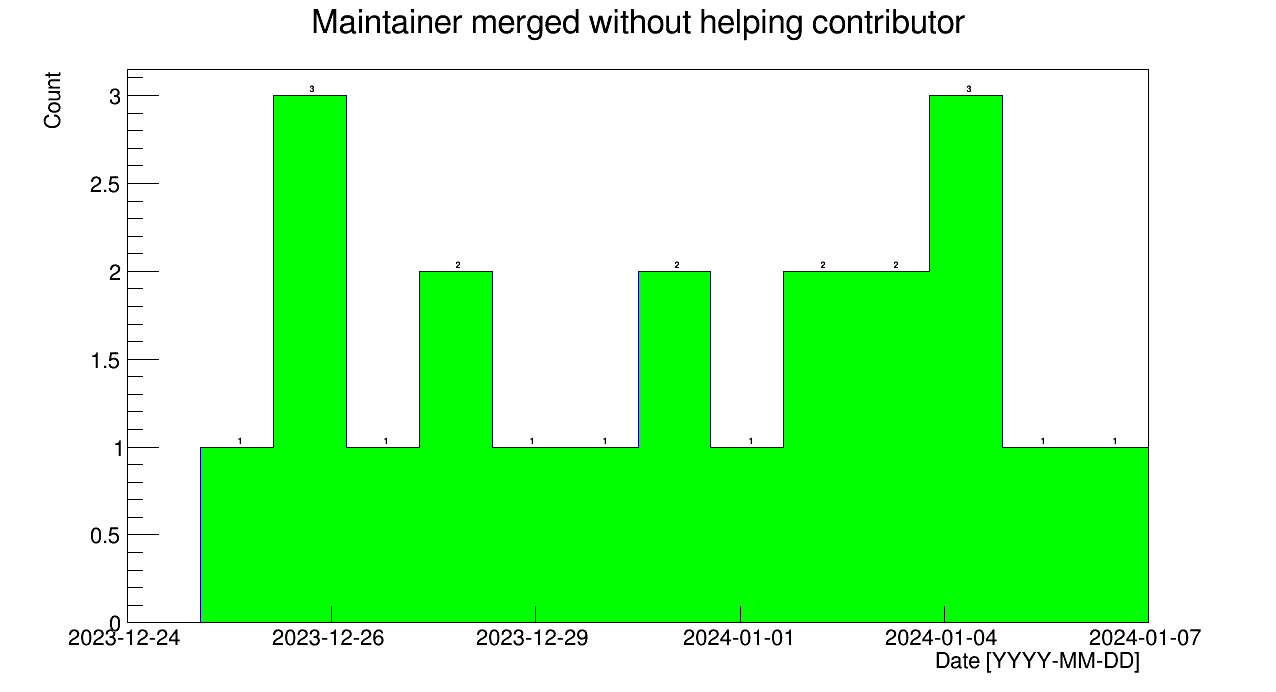 Maintainer merged without helping contributor
Count
3
2.5
2
1.5
1
0.5
0
1 3 1 2 1 1 2 1 2 2 3 1 1
2023-12-24 2023-12-26 2023-12-29 2024-01-01 2024-01-04 2024-01-07
Date [YYYY-MM-DD]